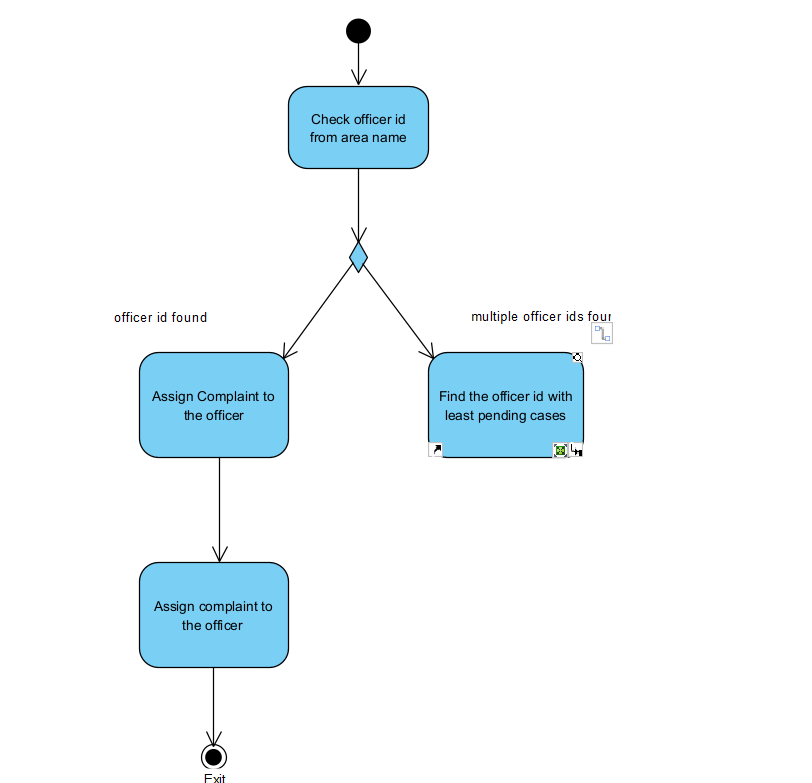 Check officer id
from area name
officer id found
multiple officer ids
Assign Complaint to
the officer
Find the officer id with
least pending cases
Assign complaint to
the officer
Exit